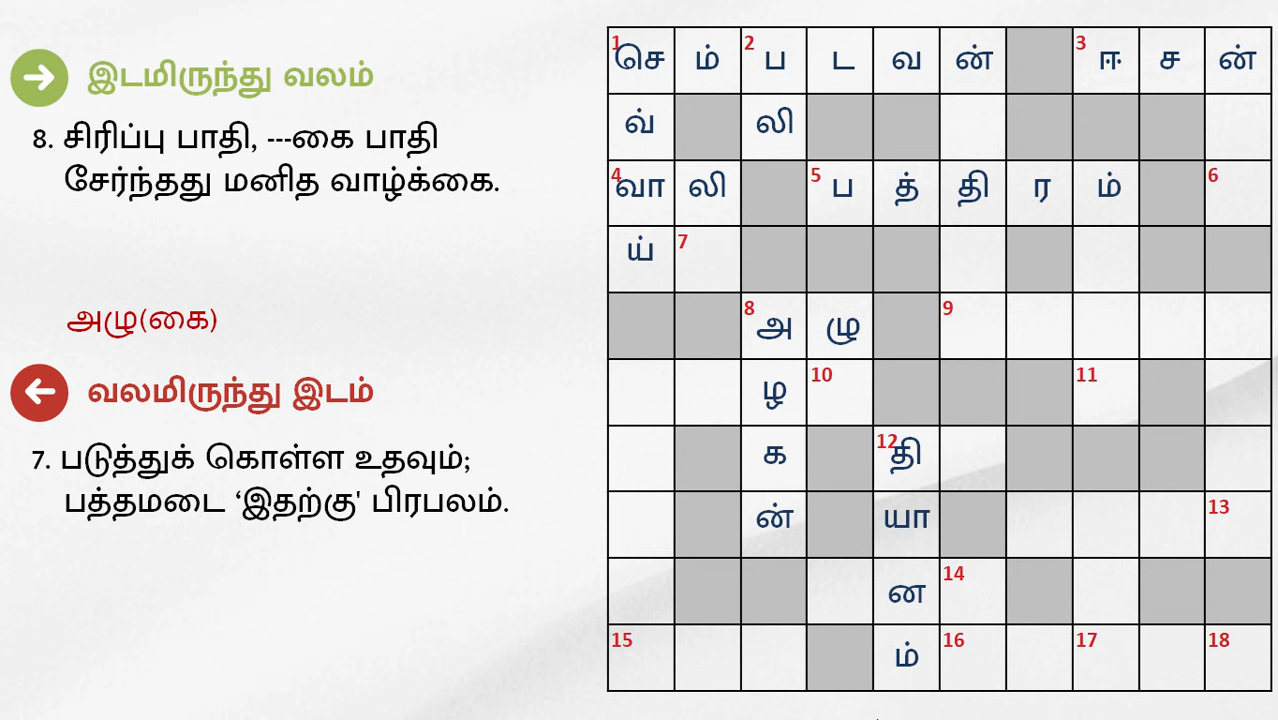 இடமிருந்து வலம்
8. சிரிப்பு பாதி, ---கை பாதி
சேர்ந்தது மனித வாழ்க்கை.
அழு(கை)
வலமிருந்து இடம்
7. படுத்துக் கொள்ள உதவும்;
பத்தமடை ‘இதற்கு' பிரபலம்.
1 செ ம் 2 ப ட வ ன் 3 ஈ ச ன்
வ் லி
4 வா லி 5 ப த் தி ர ம் 6
ய் 7
8 அ ழு 9
ழ 10 11
க 12 தி
ன் யா 13
ன 14
15 ம் 16 17 18